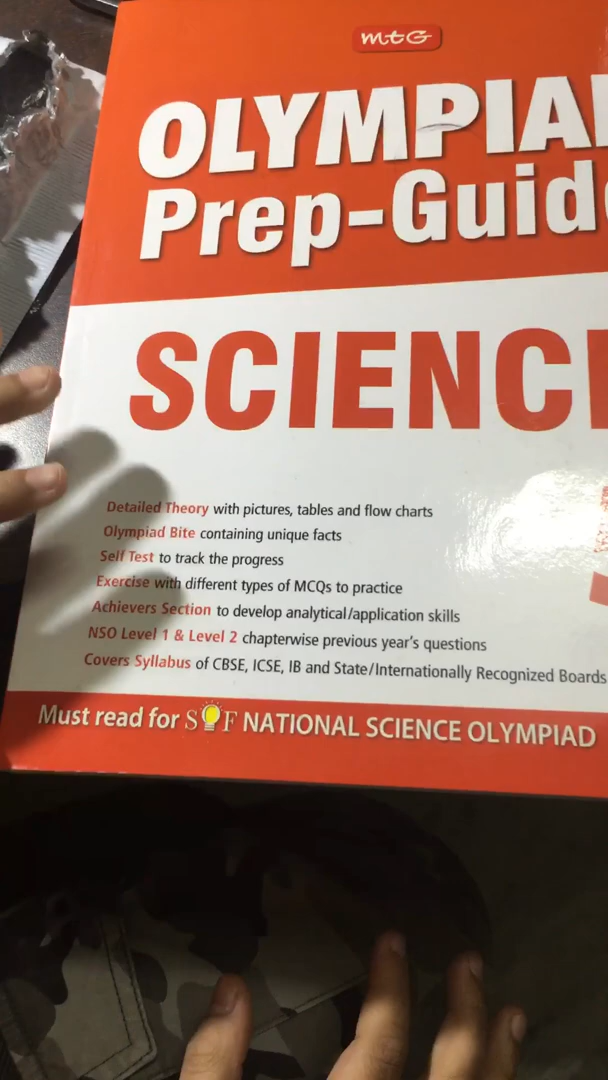 mtG
OLYMPIA
Prep-Guid
SCIENC
Detailed Theory with pictures, tables and flow charts
Olympiad Bite containing unique facts
Self Test to track the progress
Exercise with different types of MCQs to practice
Achievers Section to develop analytical/application skills
NSO Level 1 & Level 2 chapterwise previous year's questions
Covers Syllabus of CBSE, ICSE, IB and State/Internationally Recognized Boards
Must read for SOF NATIONAL SCIENCE OLYMPIAD